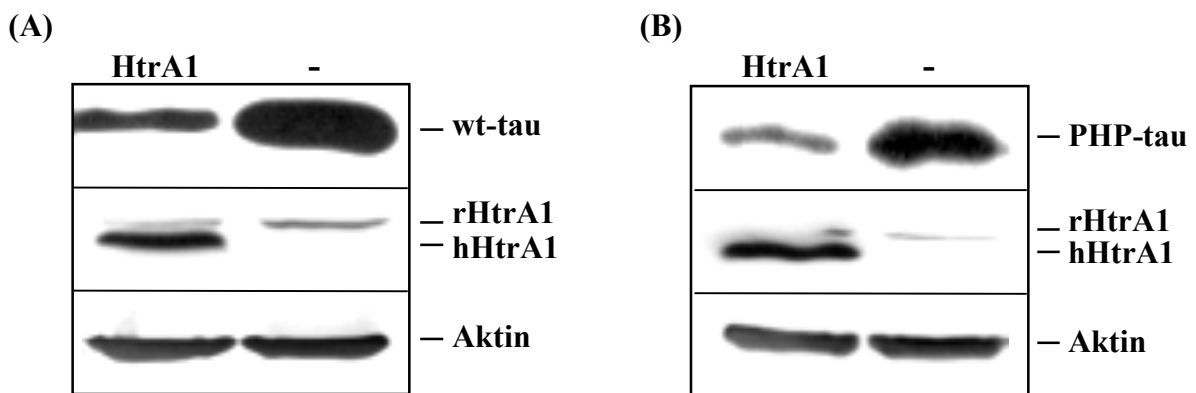 (A)
HtrA1 -
– wt-tau
– rHtrA1
– hHtrA1
– Aktin
(B)
HtrA1 -
– PHP-tau
– rHtrA1
– hHtrA1
– Aktin